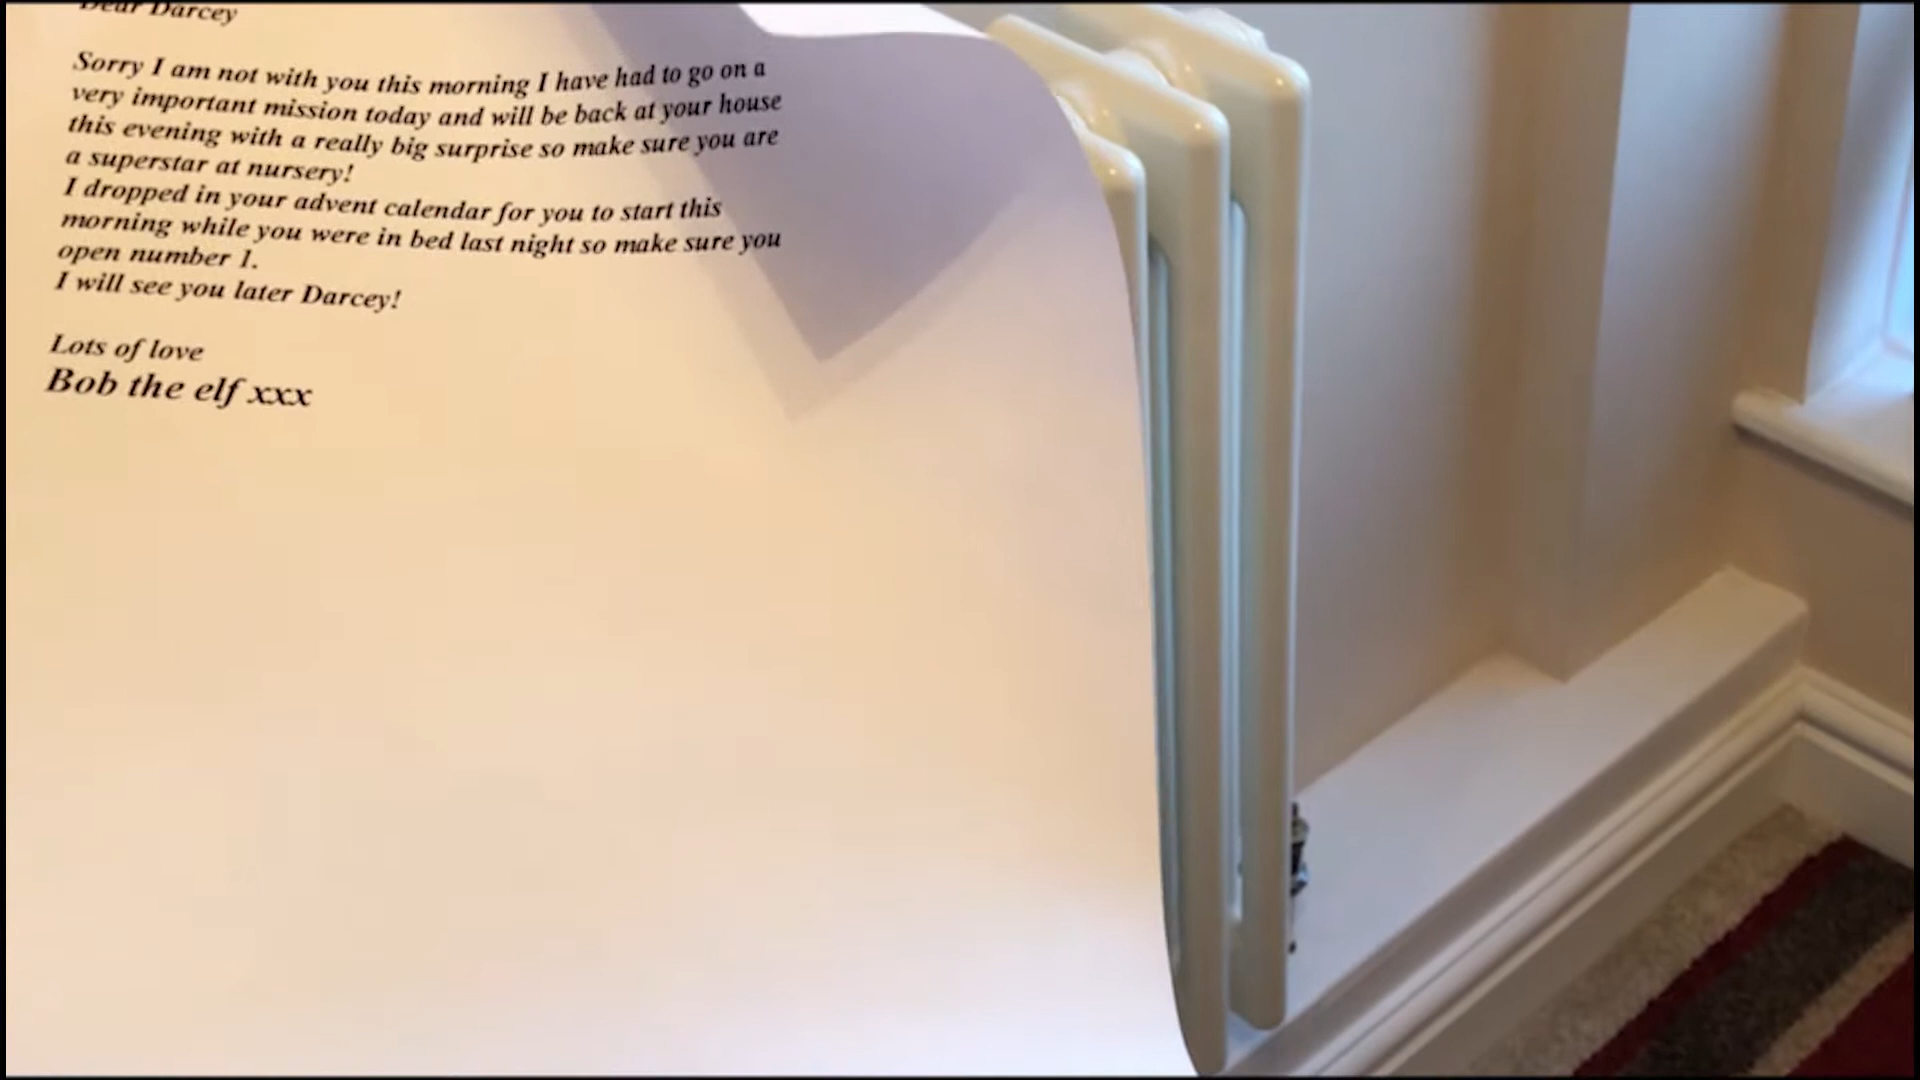 Dear Darcey
Sorry I am not with you this morning I have had to go on a
very important mission today and will be back at your house
this evening with a really big surprise so make sure you are
a superstar at nursery!
I dropped in your advent calendar for you to start this
morning while you were in bed last night so make sure you
open number 1.
I will see you later Darcey!
Lots of love
Bob the elf xxx